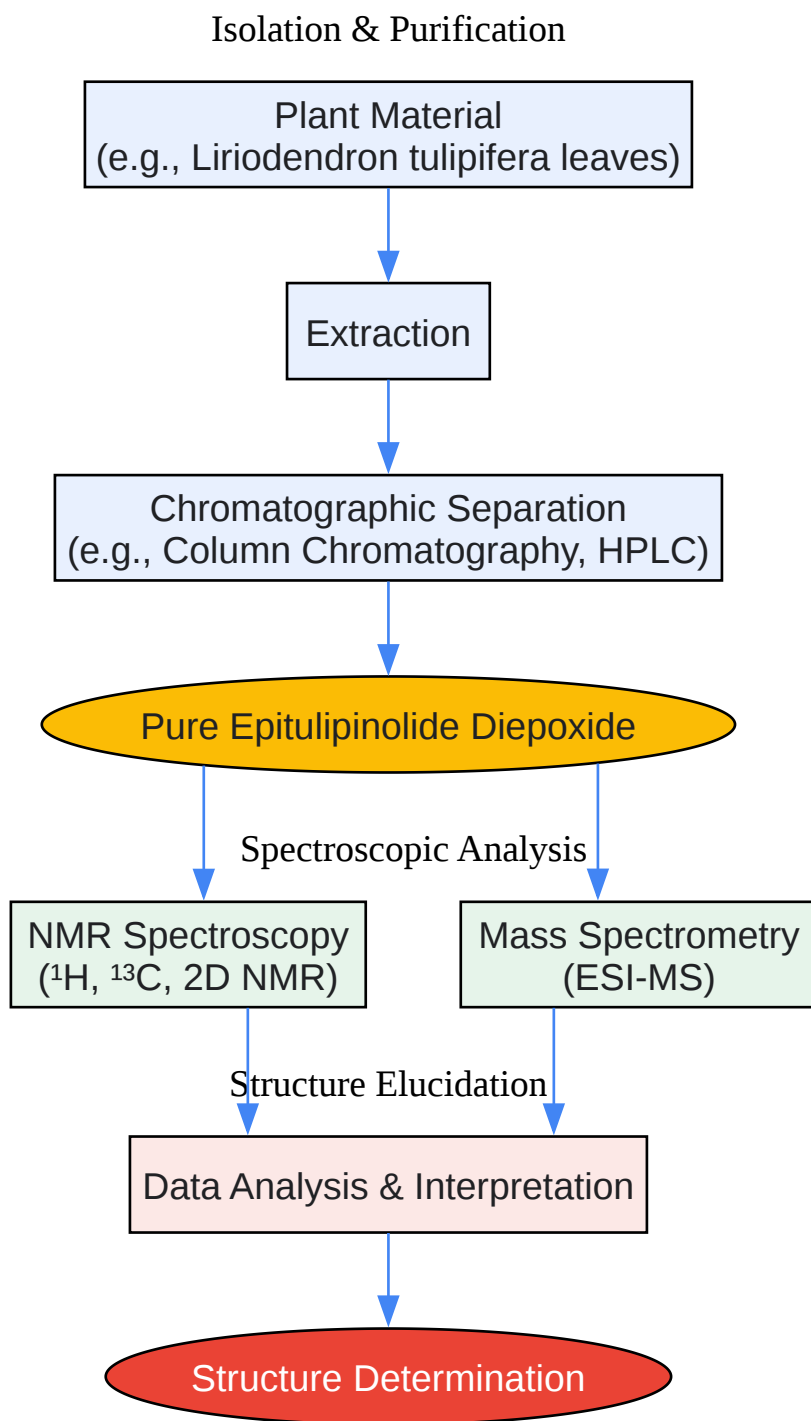 Isolation & Purification
Plant Material
(e.g., Liriodendron tulipifera leaves)
Extraction
Chromatographic Separation
(e.g., Column Chromatography, HPLC)
Pure Epitulipinolide Diepoxide
Spectroscopic Analysis
NMR Spectroscopy
(¹H, ¹³C, 2D NMR)
Mass Spectrometry
(ESI-MS)
Structure Elucidation
Data Analysis & Interpretation
Structure Determination